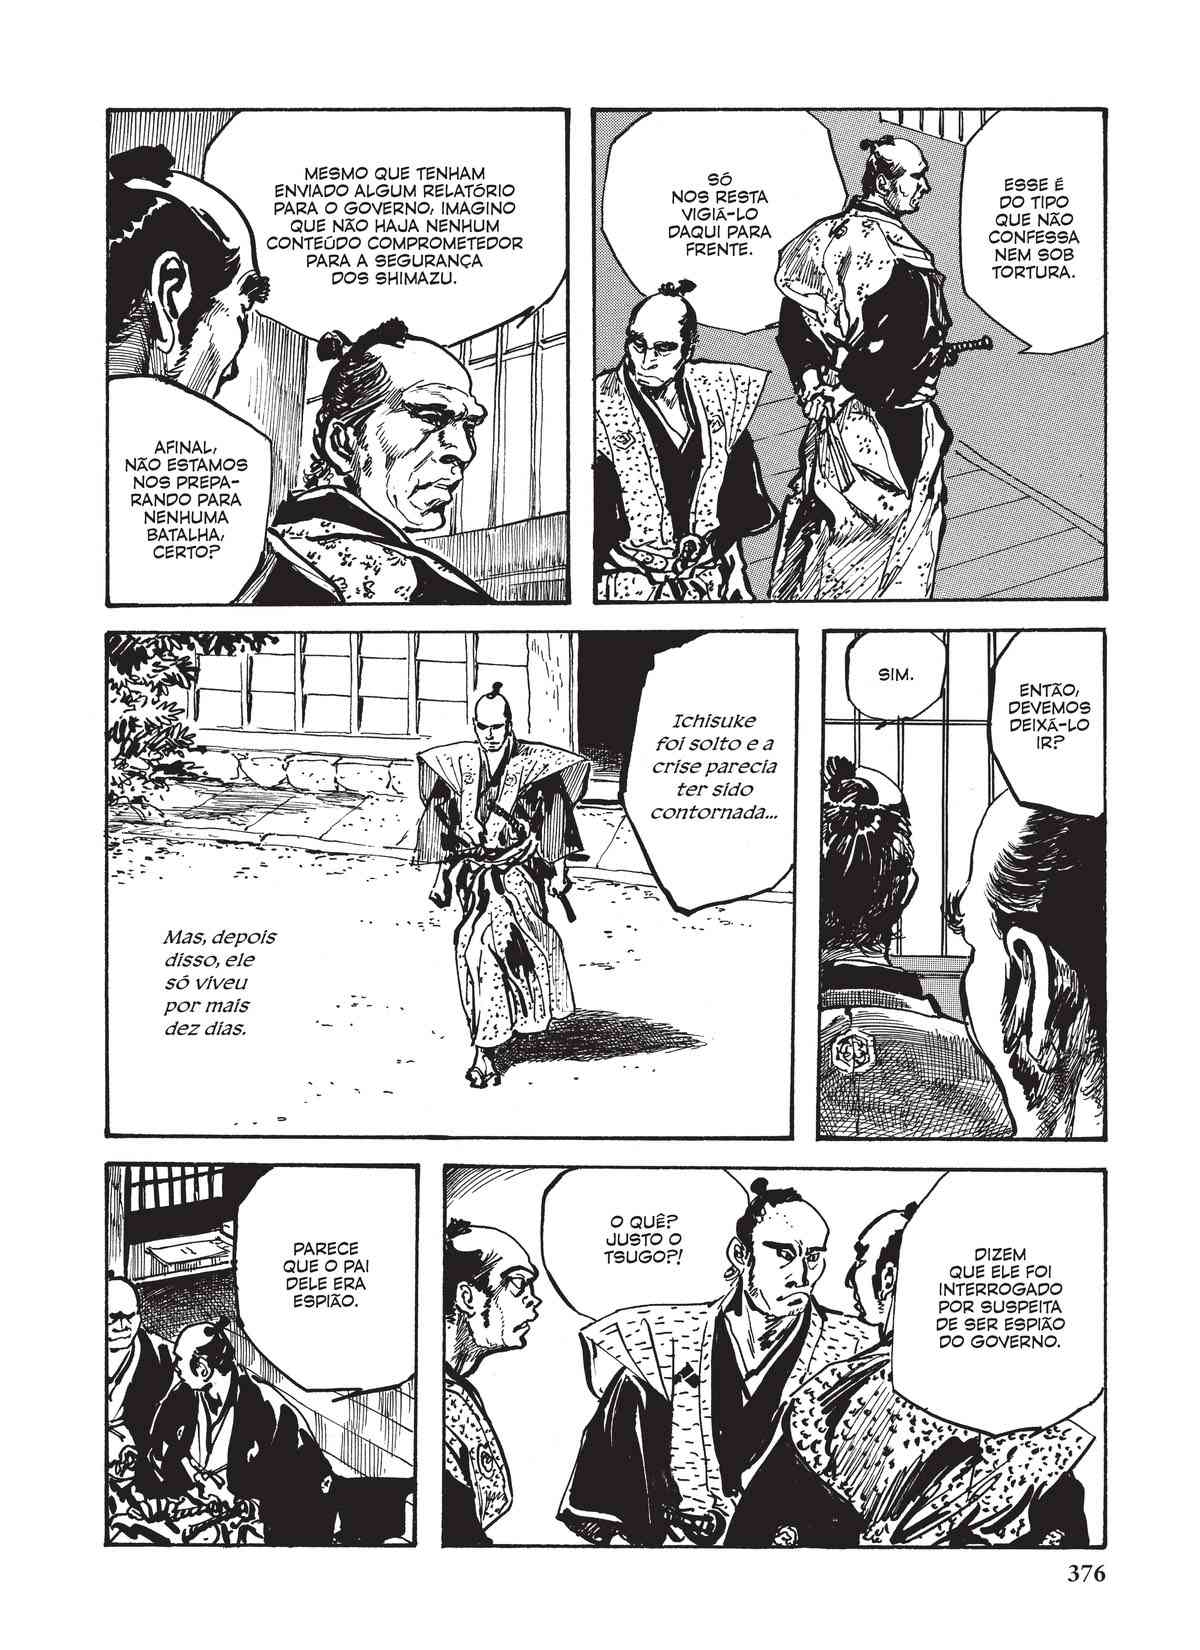 ESSE É
DO TIPO
QUE NÃO
CONFESSA
NEM SOB
TORTURA.
SÓ
NOS RESTA
VIGIÁ-LO
DAQUI PARA
FRENTE.
MESMO QUE TENHAM
ENVIADO ALGUM RELATÓRIO
PARA O GOVERNO, IMAGINO
QUE NÃO HAJA NENHUM
CONTEÚDO COMPROMETEDOR
PARA A SEGURANÇA
DOS SHIMAZU.
AFINAL,
NÃO ESTAMOS
NOS PREPA-
RANDO PARA
NENHUMA
BATALHA,
CERTO?
ENTÃO,
DEVEMOS
DEIXÁ-LO
IR?
SIM.
Ichisuke
foi solto e a
crise parecia
ter sido
contornada...
Mas, depois
disso, ele
só viveu
por mais
dez dias.
DIZEM
QUE ELE FOI
INTERROGADO
POR SUSPEITA
DE SER ESPIÃO
DO GOVERNO.
O QUÊ?
JUSTO O
TSUGO?!
PARECE
QUE O PAI
DELE ERA
ESPIÃO.
376